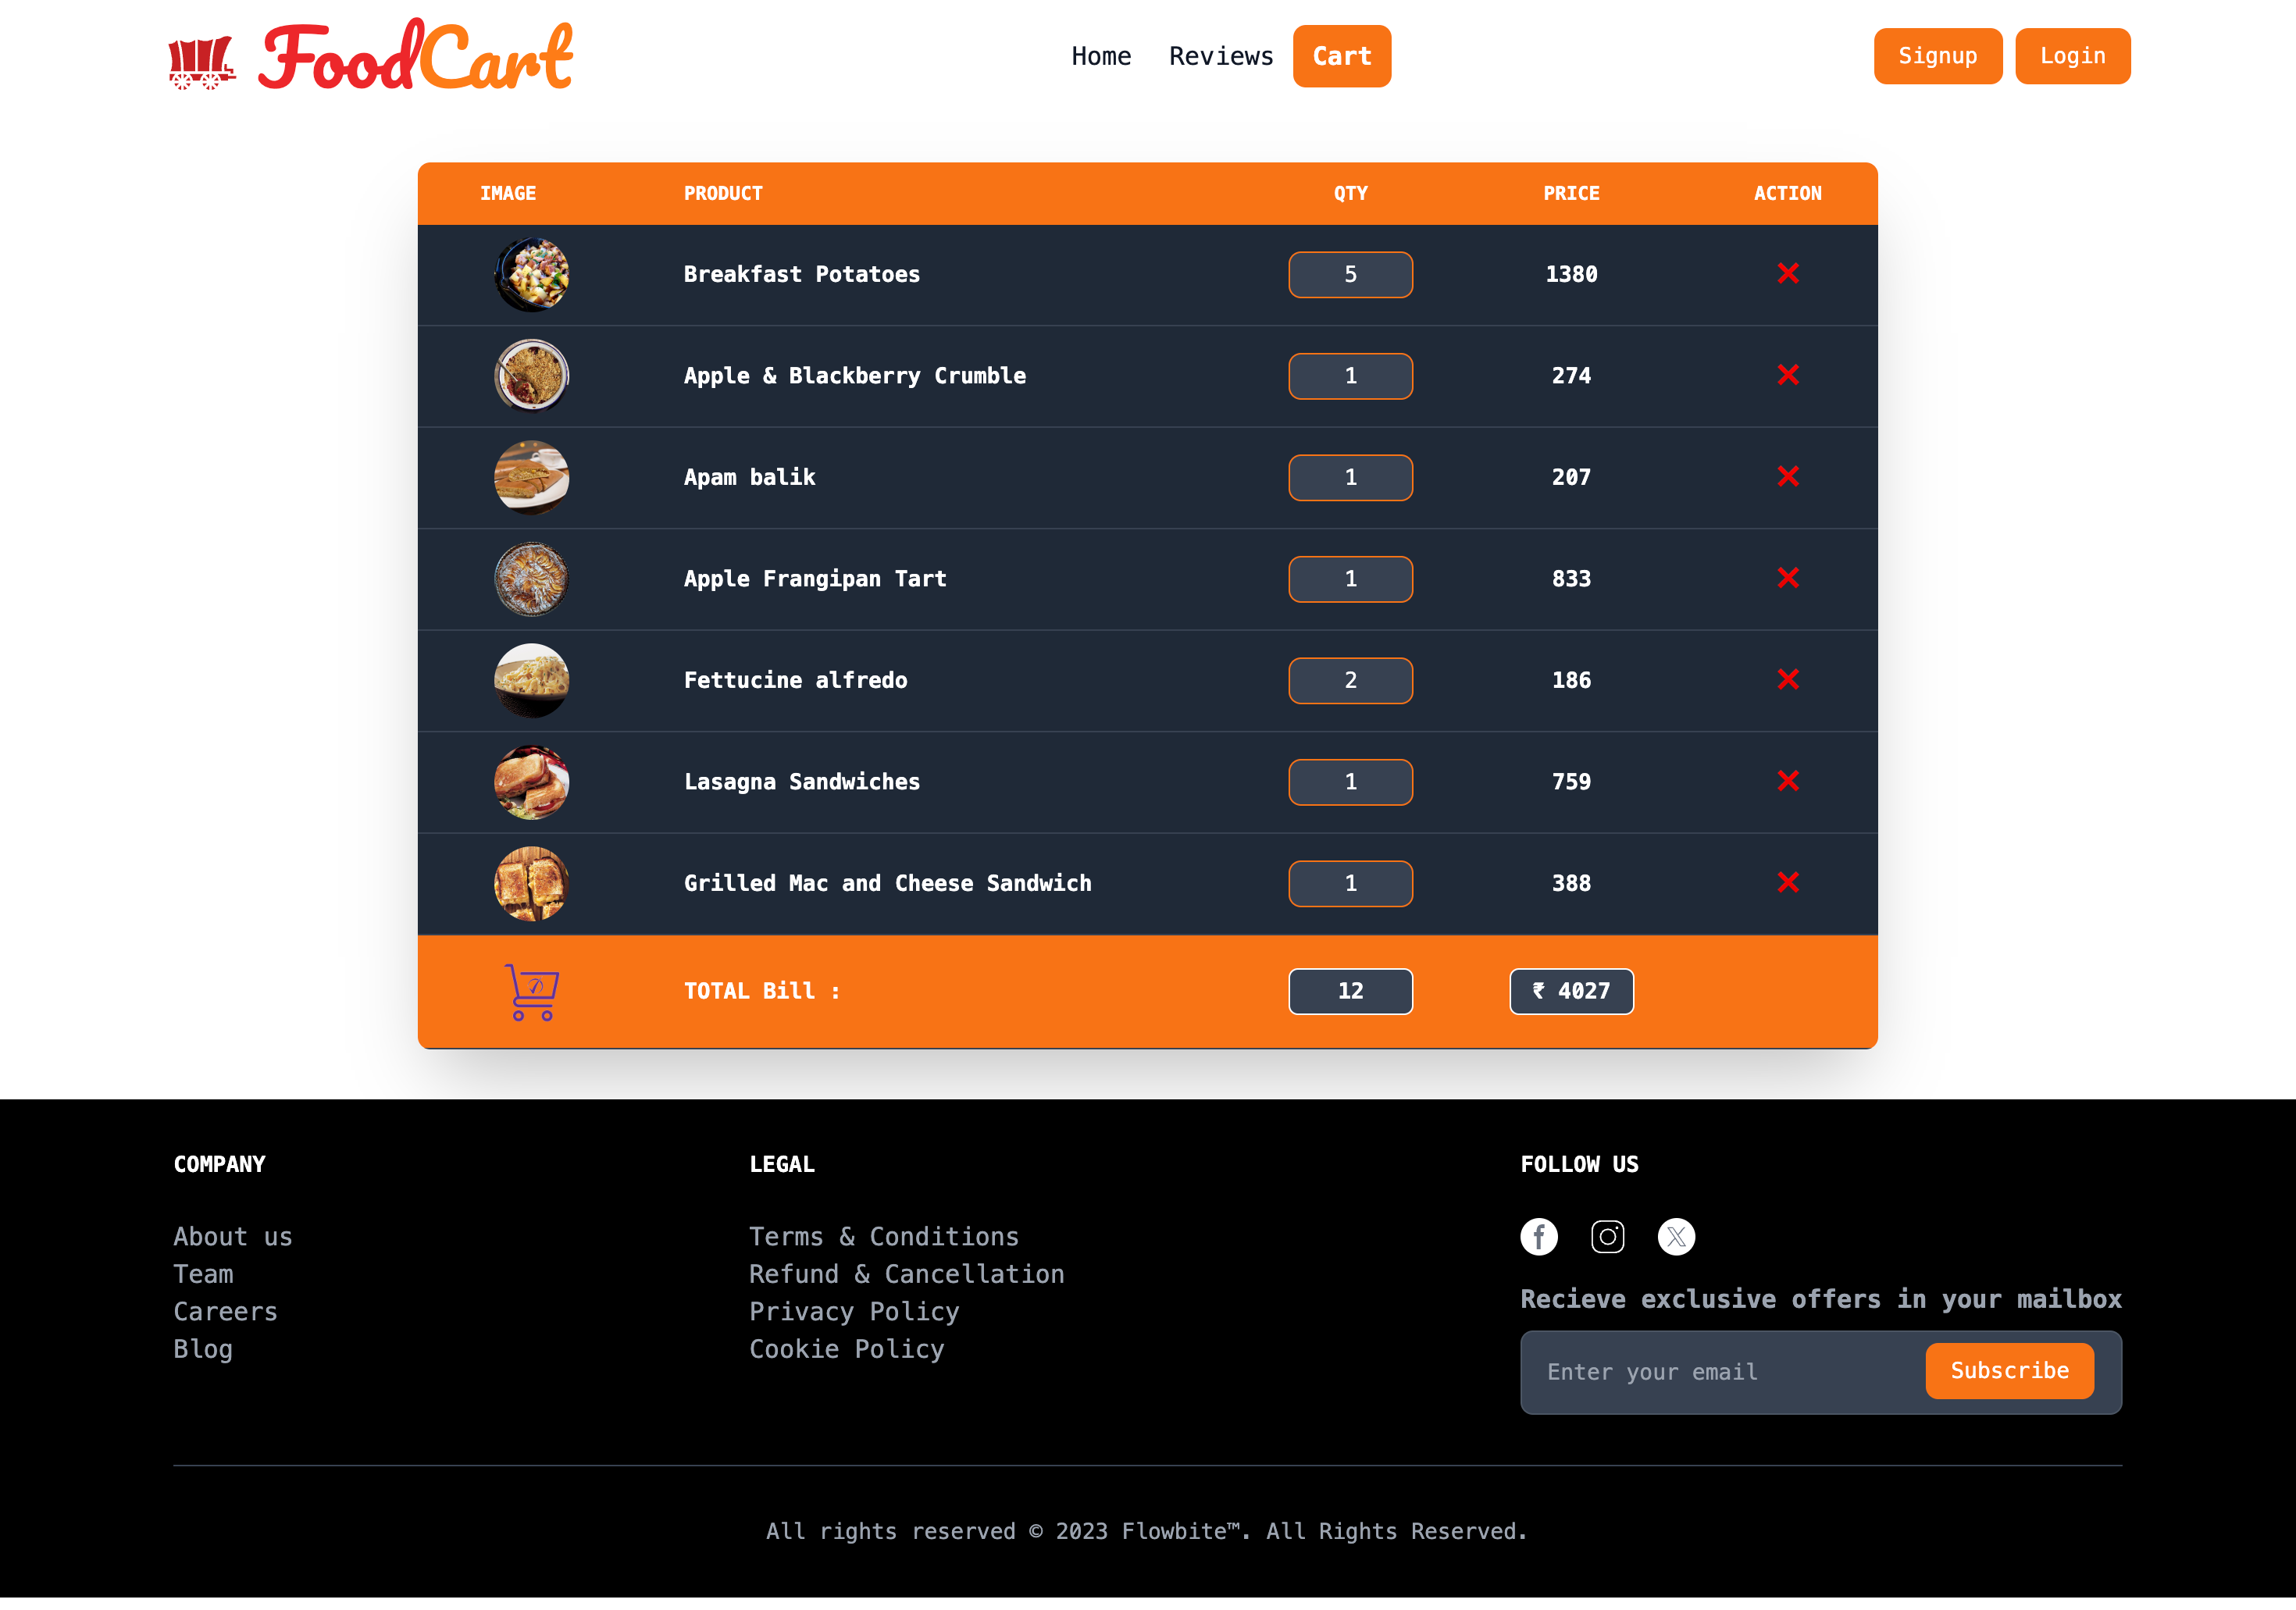 FoodCart
Home Reviews Cart
Signup Login
IMAGE PRODUCT QTY PRICE ACTION
Breakfast Potatoes 5 1380
Apple & Blackberry Crumble 1 274
Apam balik 1 207
Apple Frangipan Tart 1 833
Fettucine alfredo 2 186
Lasagna Sandwiches 1 759
Grilled Mac and Cheese Sandwich 1 388
TOTAL Bill : 12 ₹ 4027
COMPANY
About us
Team
Careers
Blog
LEGAL
Terms & Conditions
Refund & Cancellation
Privacy Policy
Cookie Policy
FOLLOW US
Recieve exclusive offers in your mailbox
Enter your email Subscribe
All rights reserved © 2023 Flowbite™. All Rights Reserved.